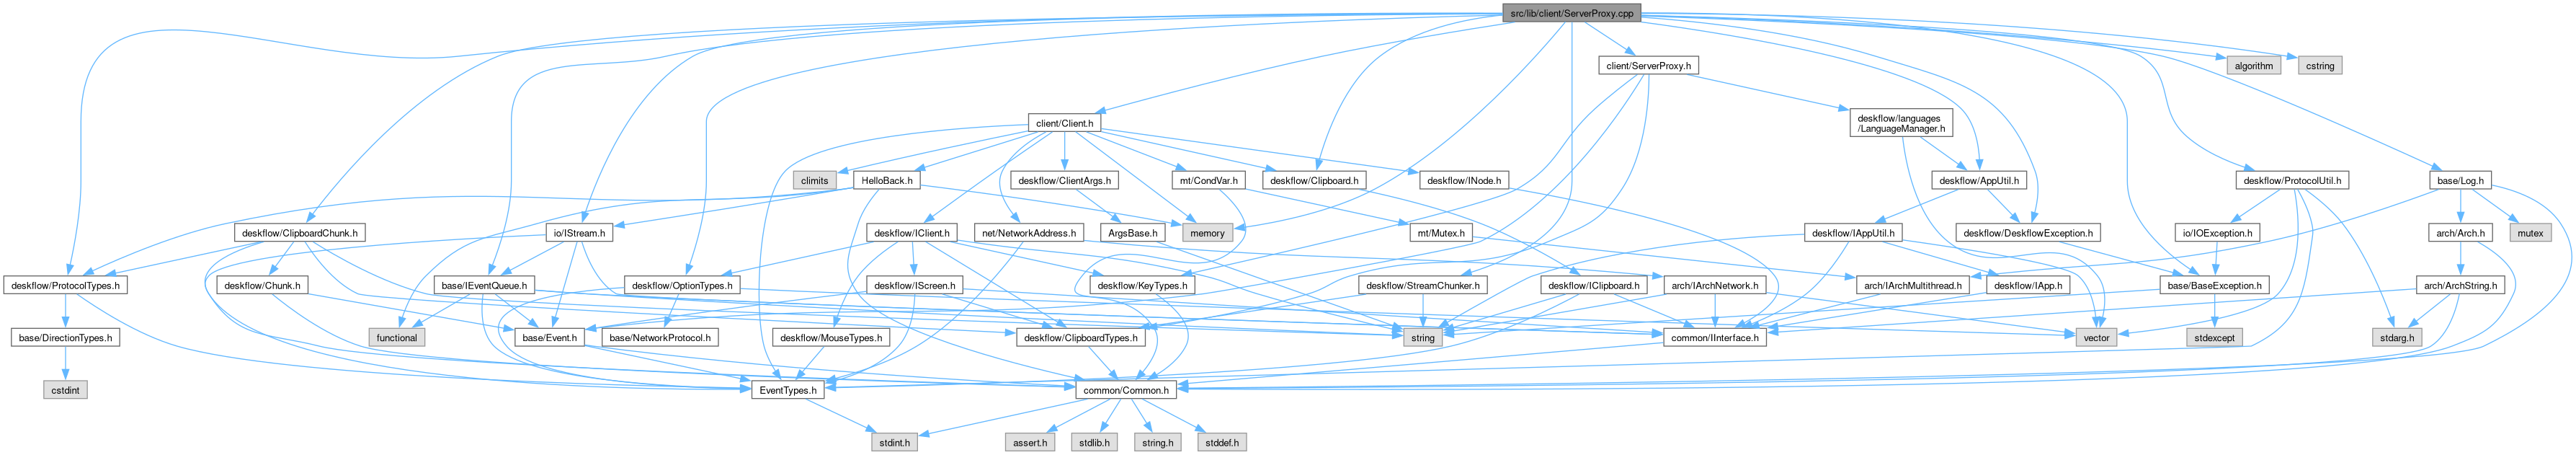 src/lib/client/ServerProxy.cpp
client/ServerProxy.h
algorithm
cstring
client/Client.h
deskflow/languages
/LanguageManager.h
climits
HelloBack.h
deskflow/ClientArgs.h
mt/CondVar.h
deskflow/Clipboard.h
deskflow/INode.h
deskflow/AppUtil.h
deskflow/ProtocolUtil.h
base/Log.h
deskflow/ClipboardChunk.h
io/IStream.h
deskflow/IClient.h
net/NetworkAddress.h
ArgsBase.h
memory
mt/Mutex.h
deskflow/IAppUtil.h
deskflow/DeskflowException.h
io/IOException.h
arch/Arch.h
mutex
deskflow/ProtocolTypes.h
deskflow/Chunk.h
base/IEventQueue.h
deskflow/OptionTypes.h
deskflow/IScreen.h
deskflow/KeyTypes.h
deskflow/StreamChunker.h
deskflow/IClipboard.h
arch/IArchNetwork.h
arch/IArchMultithread.h
deskflow/IApp.h
base/BaseException.h
arch/ArchString.h
base/DirectionTypes.h
functional
base/Event.h
base/NetworkProtocol.h
deskflow/MouseTypes.h
deskflow/ClipboardTypes.h
string
common/IInterface.h
vector
stdexcept
stdarg.h
cstdint
EventTypes.h
common/Common.h
stdint.h
assert.h
stdlib.h
string.h
stddef.h